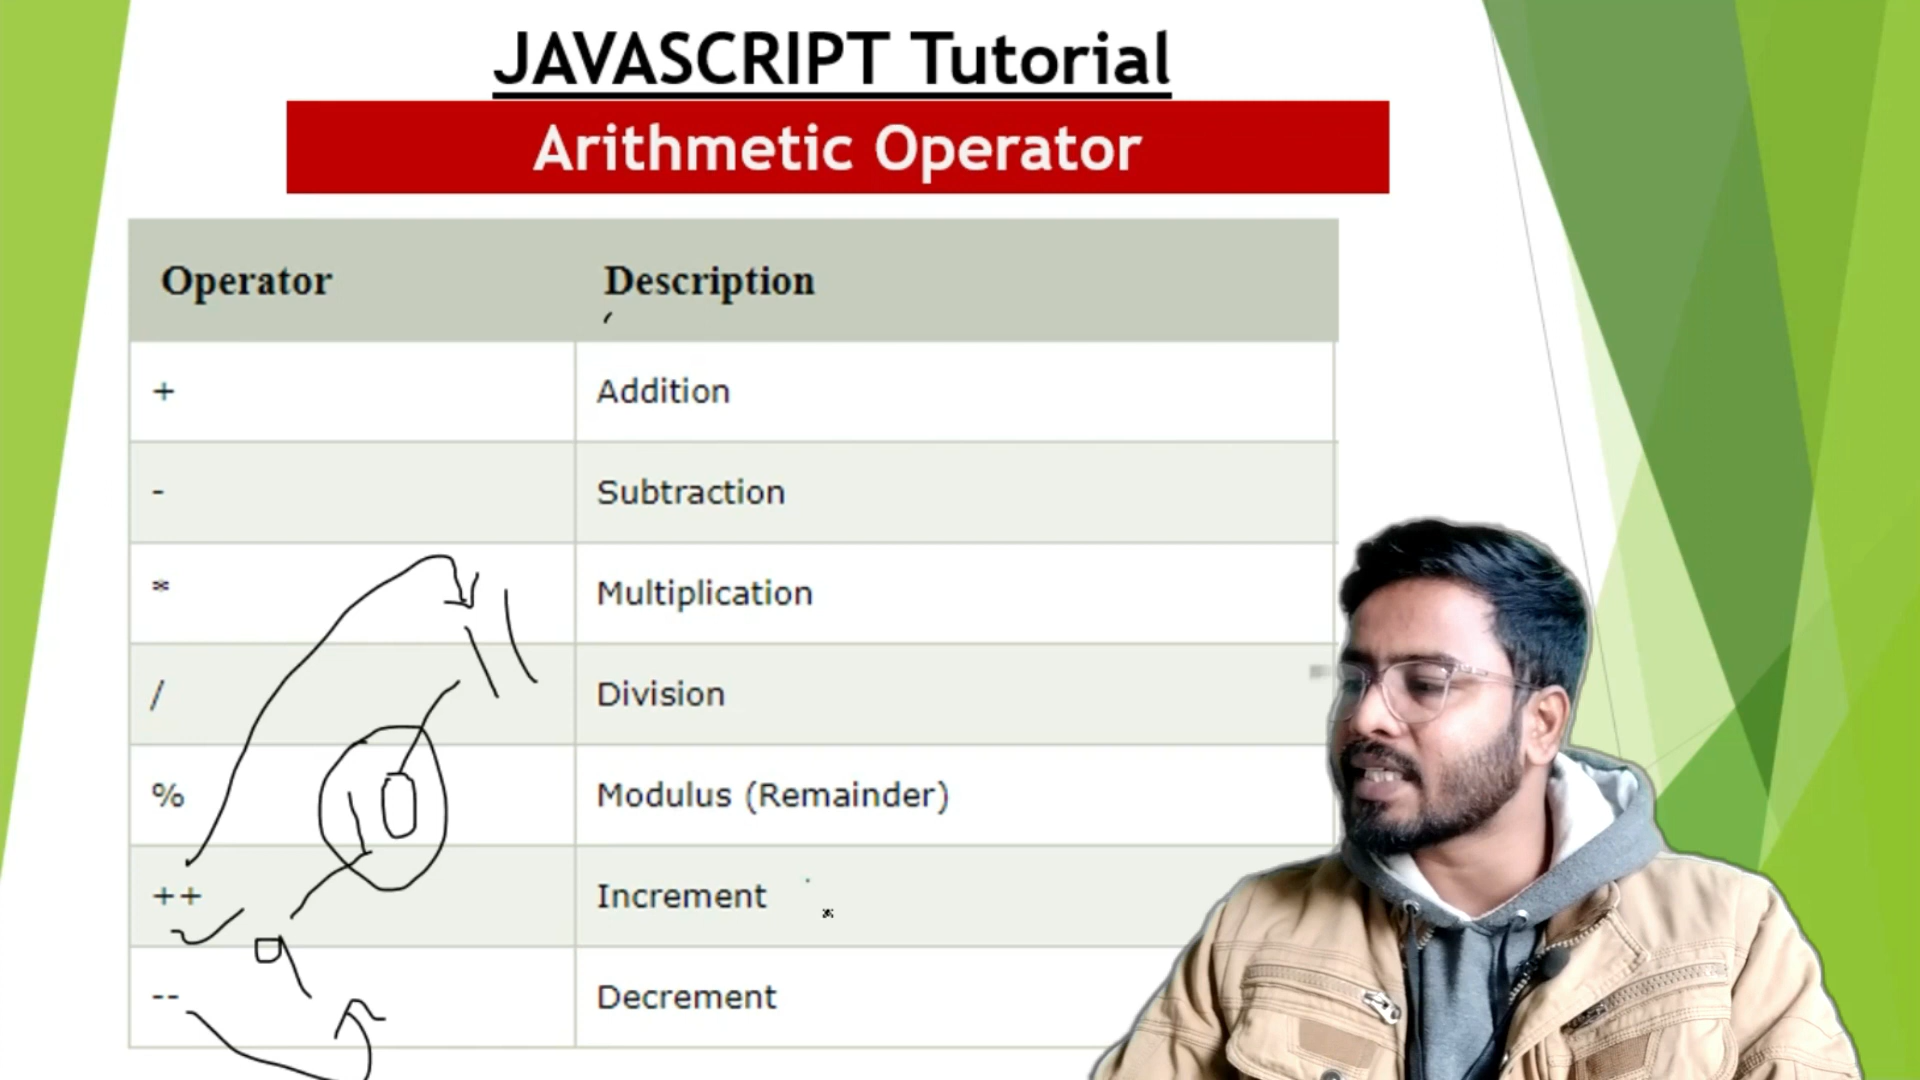 JAVASCRIPT Tutorial
Arithmetic Operator
Operator Description
+ Addition
- Subtraction
* Multiplication
/ Division
% Modulus (Remainder)
++ Increment
-- Decrement